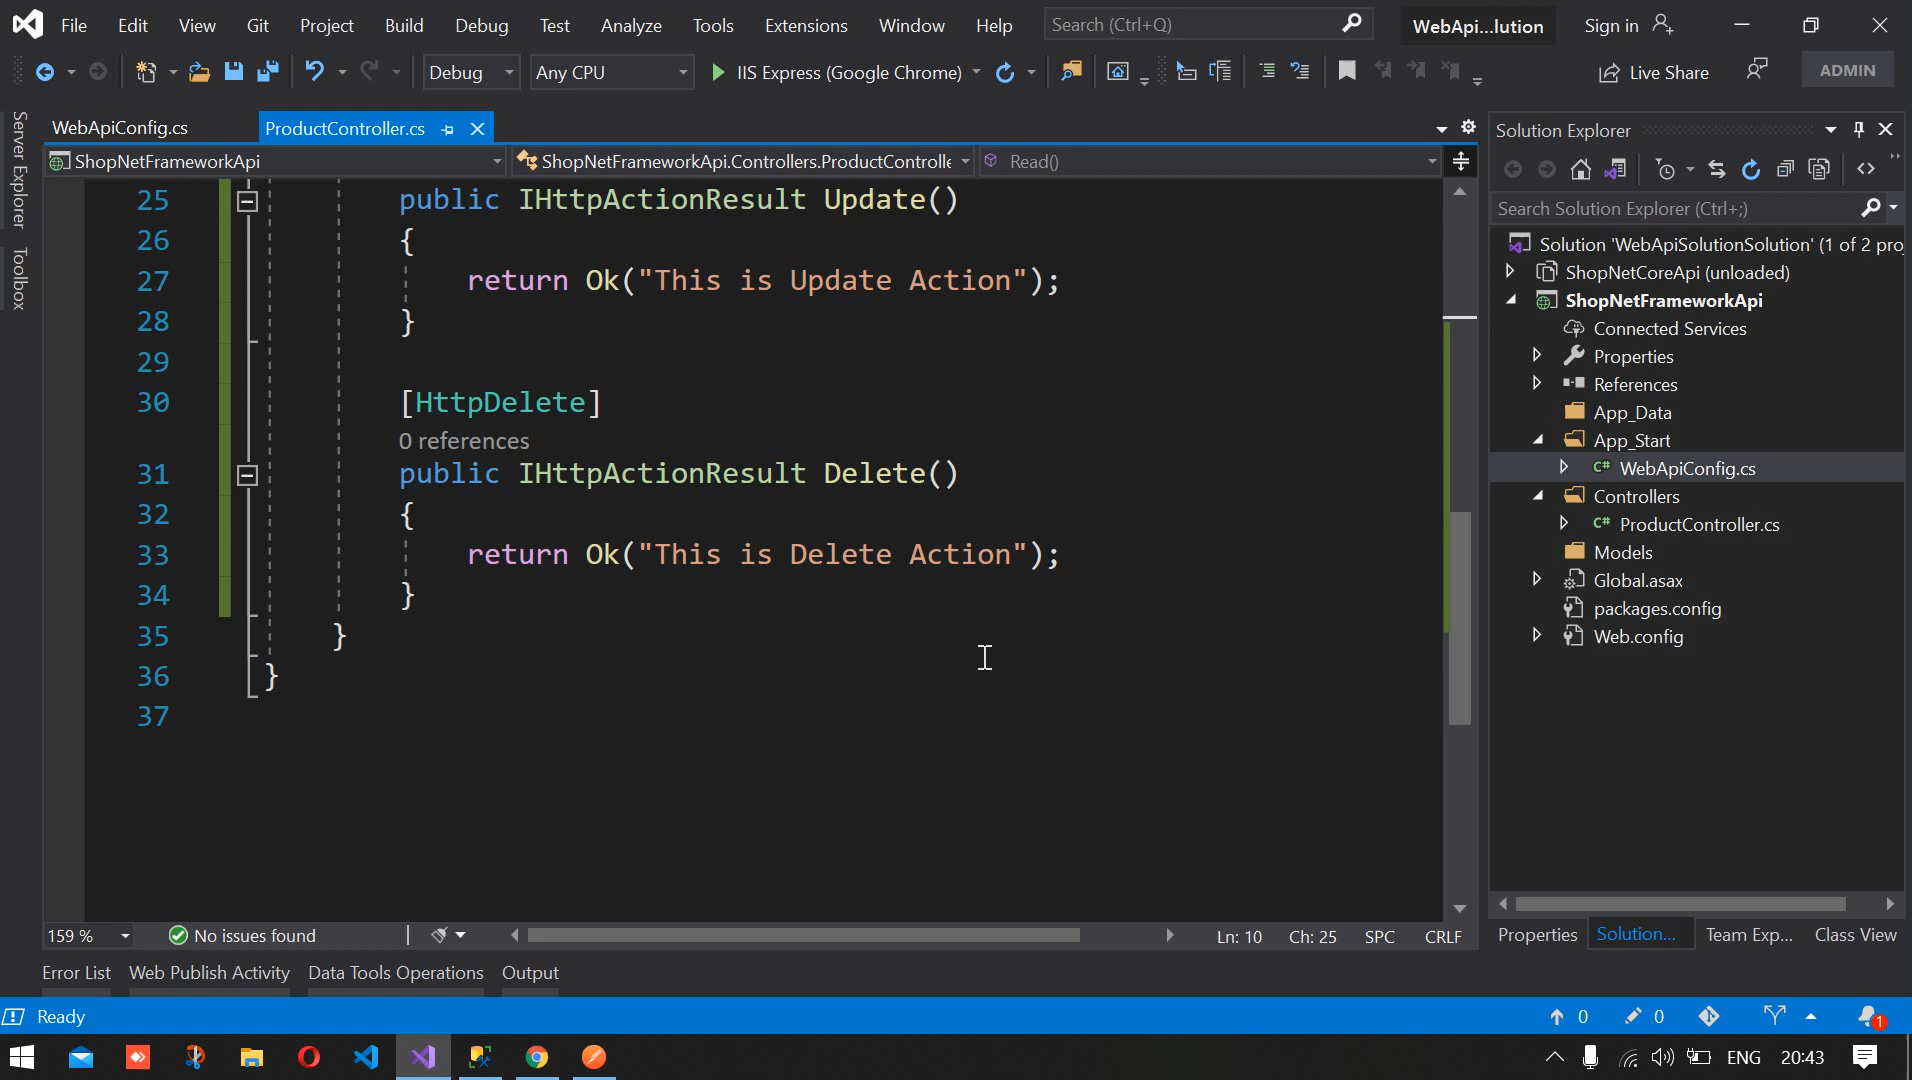 File Edit View Git Project Build Debug Test Analyze Tools Extensions Window Help Search (Ctrl+Q) WebApi...lution Sign in
Debug Any CPU IIS Express (Google Chrome) Live Share ADMIN
Server Explorer
Toolbox
WebApiConfig.cs ProductController.cs
ShopNetFrameworkApi ShopNetFrameworkApi.Controllers.ProductControlle Read()
25 public IHttpActionResult Update()
26 {
27 return Ok("This is Update Action");
28 }
29
30 [HttpDelete]
0 references
31 public IHttpActionResult Delete()
32 {
33 return Ok("This is Delete Action");
34 }
35 }
36 }
37
159 % No issues found Ln: 10 Ch: 25 SPC CRLF
Solution Explorer
Search Solution Explorer (Ctrl+;)
Solution 'WebApiSolutionSolution' (1 of 2 pro
ShopNetCoreApi (unloaded)
ShopNetFrameworkApi
Connected Services
Properties
References
App_Data
App_Start
C# WebApiConfig.cs
Controllers
C# ProductController.cs
Models
Global.asax
packages.config
Web.config
Properties Solution... Team Exp... Class View
Error List Web Publish Activity Data Tools Operations Output
Ready 0 0 1
ENG 20:43